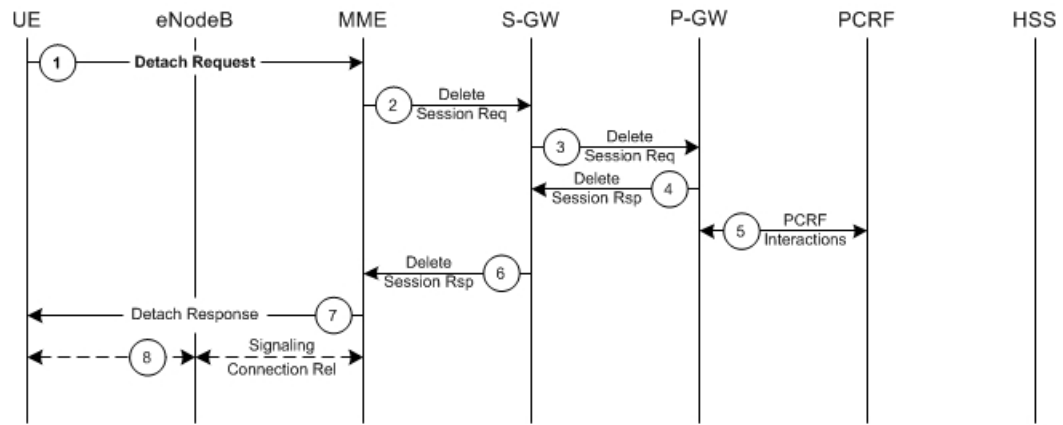 UE eNodeB MME S-GW P-GW PCRF HSS
1 Detach Request
2 Delete
Session Req
3 Delete
Session Req
Delete 4
Session Rsp
5 PCRF
Interactions
Delete 6
Session Rsp
Detach Response 7
8 Signaling
Connection Rel